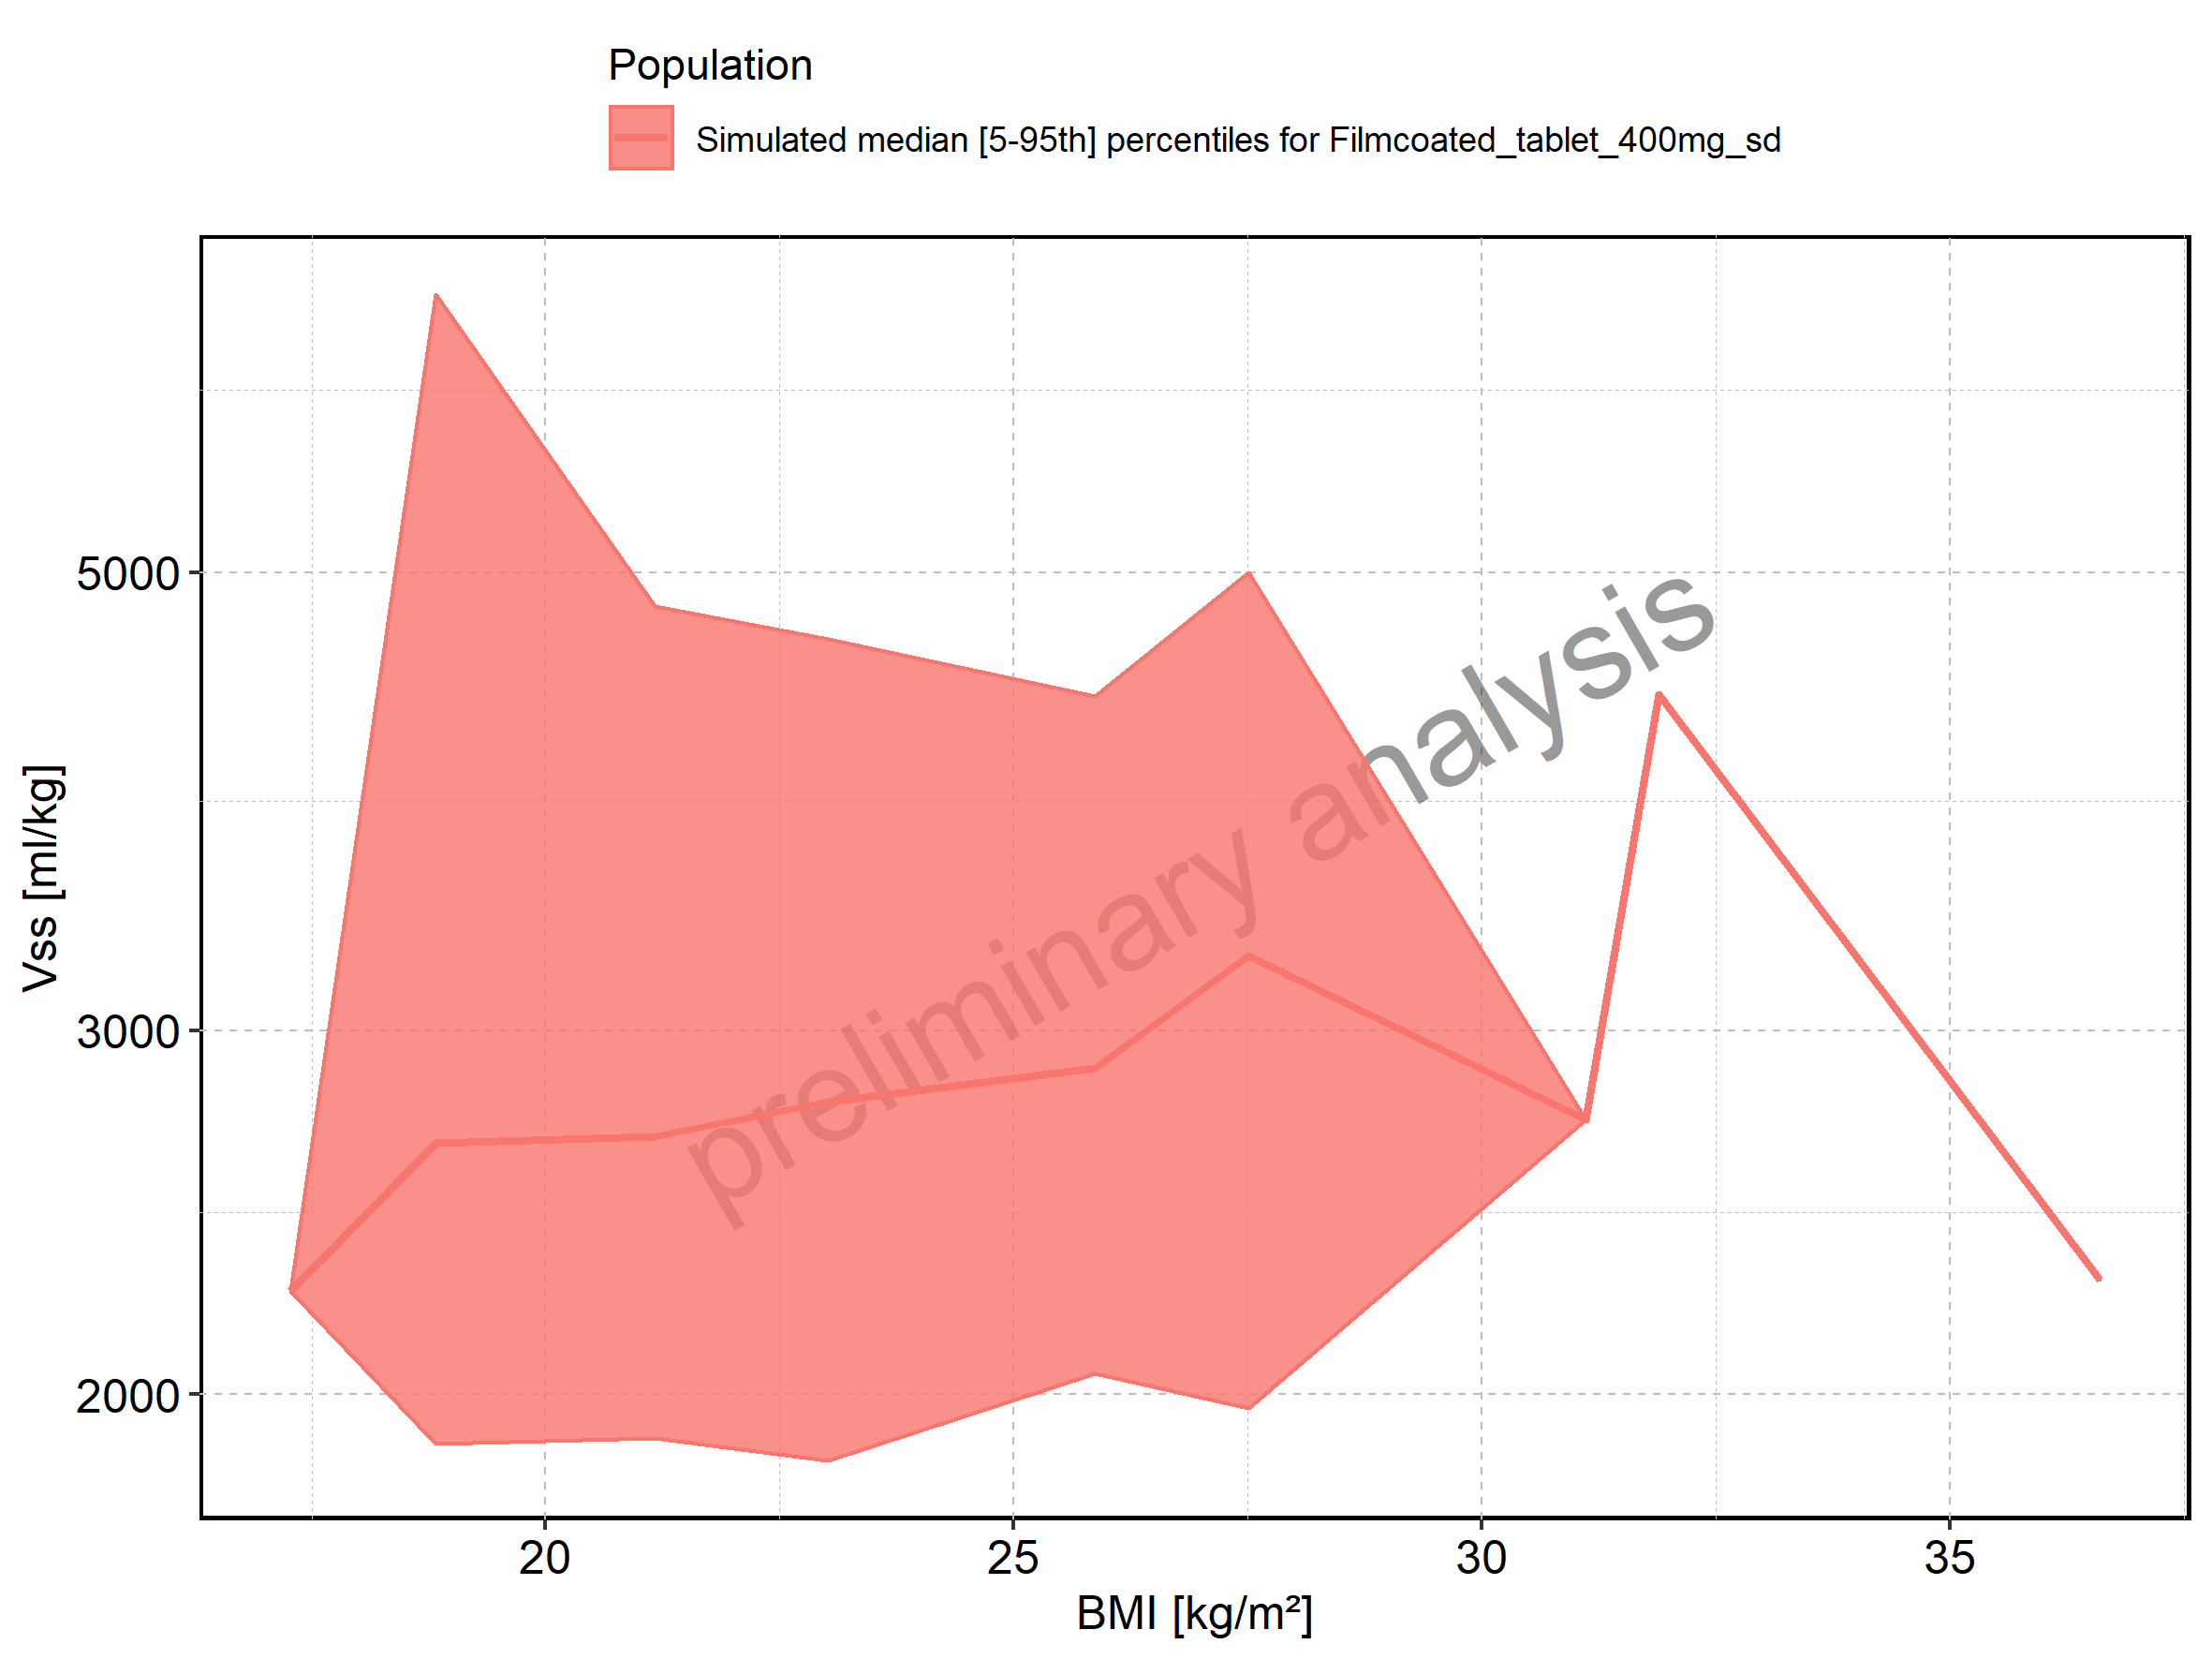 Population
Simulated median [5-95th] percentiles for Filmcoated_tablet_400mg_sd
5000
3000
2000
Vss [ml/kg]
preliminary analysis
20 25 30 35
BMI [kg/m²]